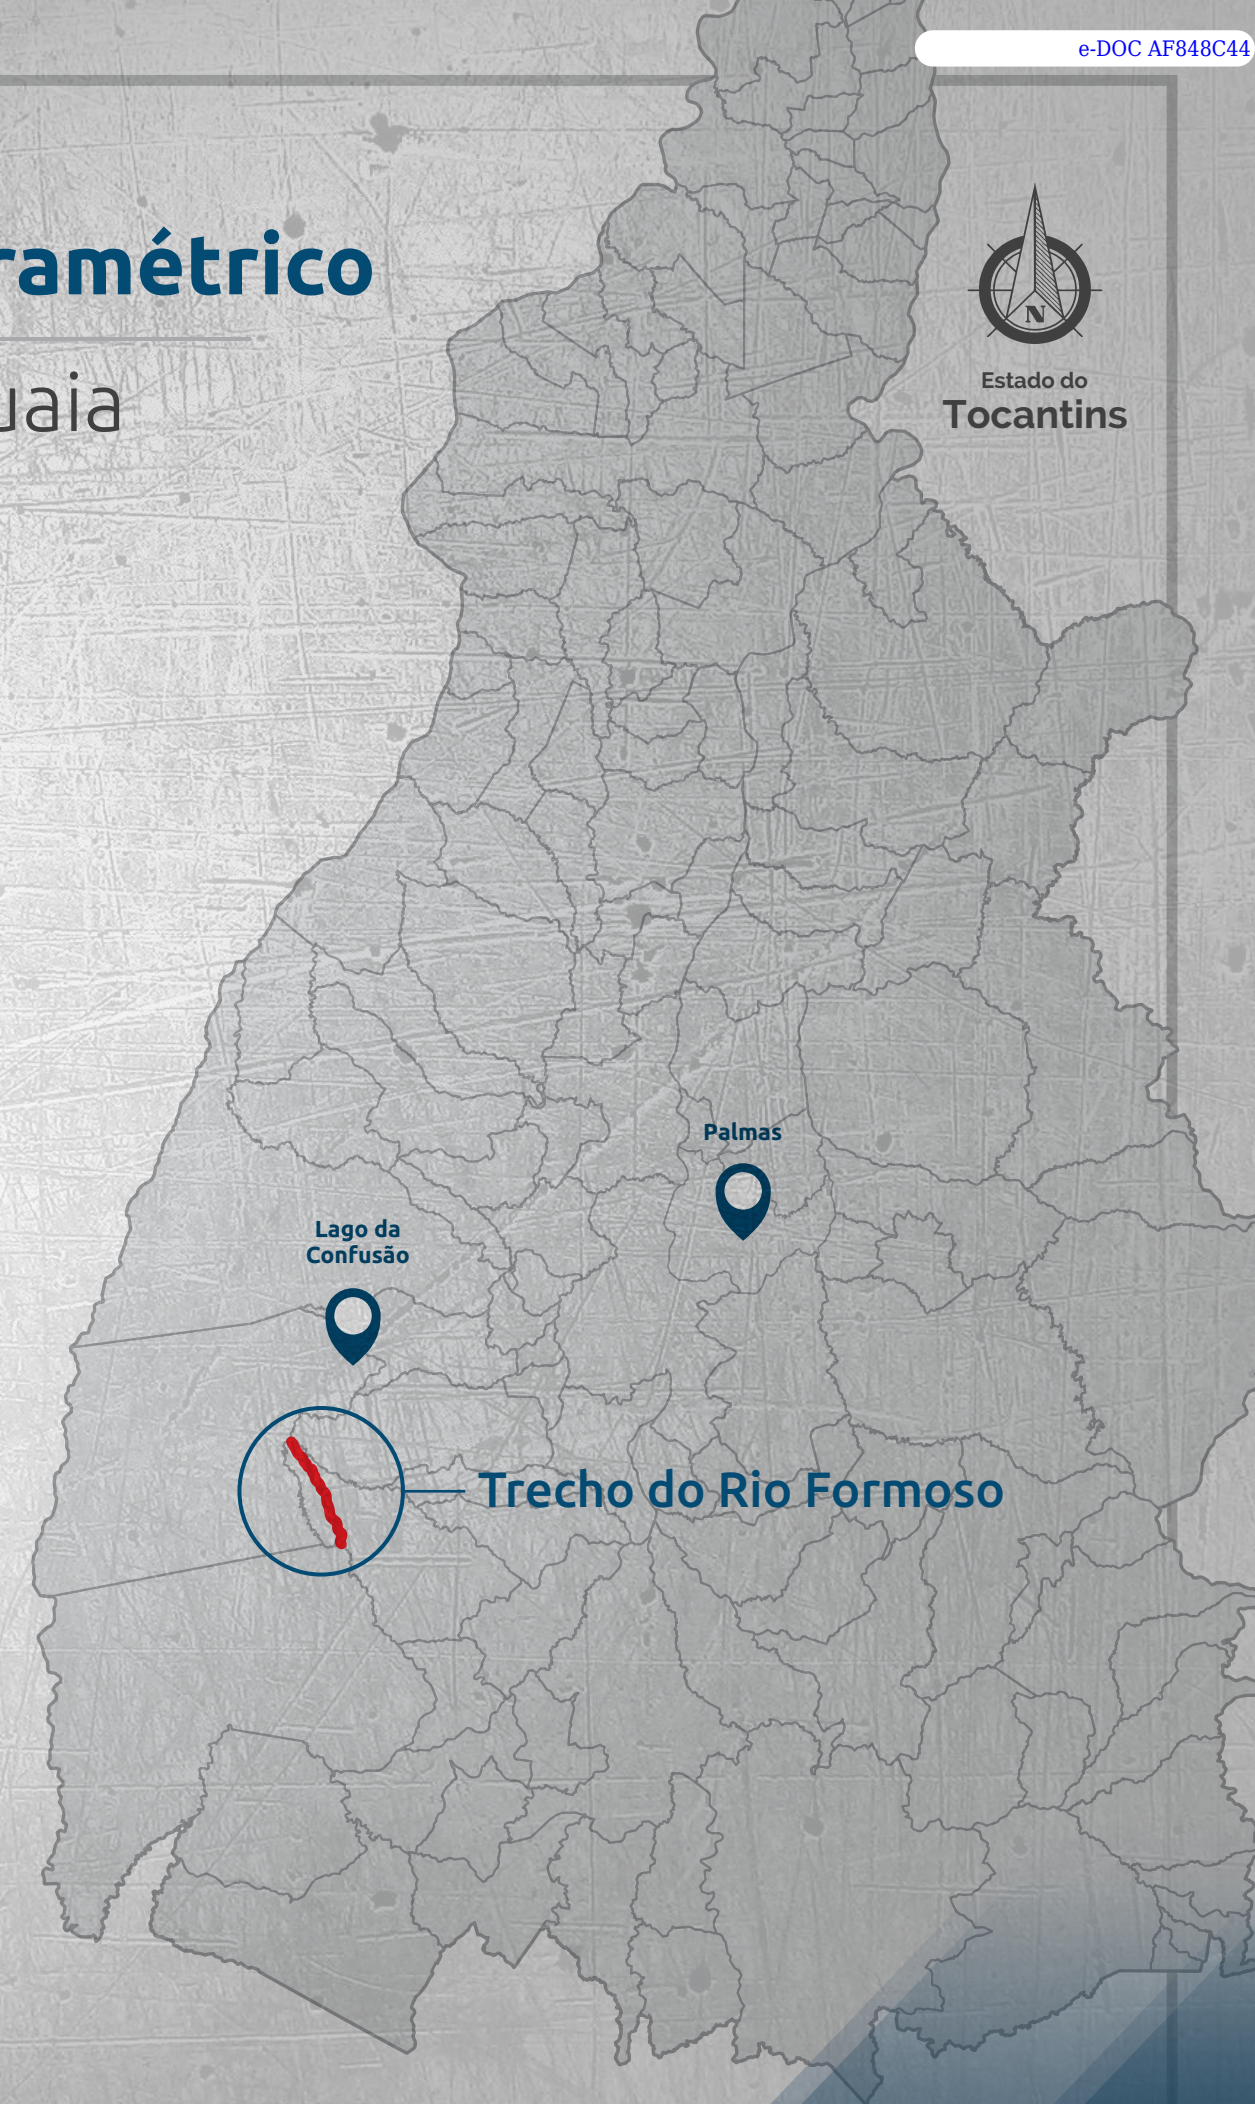 e-DOC AF848C44
ramétrico
uaia
N
Estado do
Tocantins
Palmas
Lago da
Confusão
Trecho do Rio Formoso